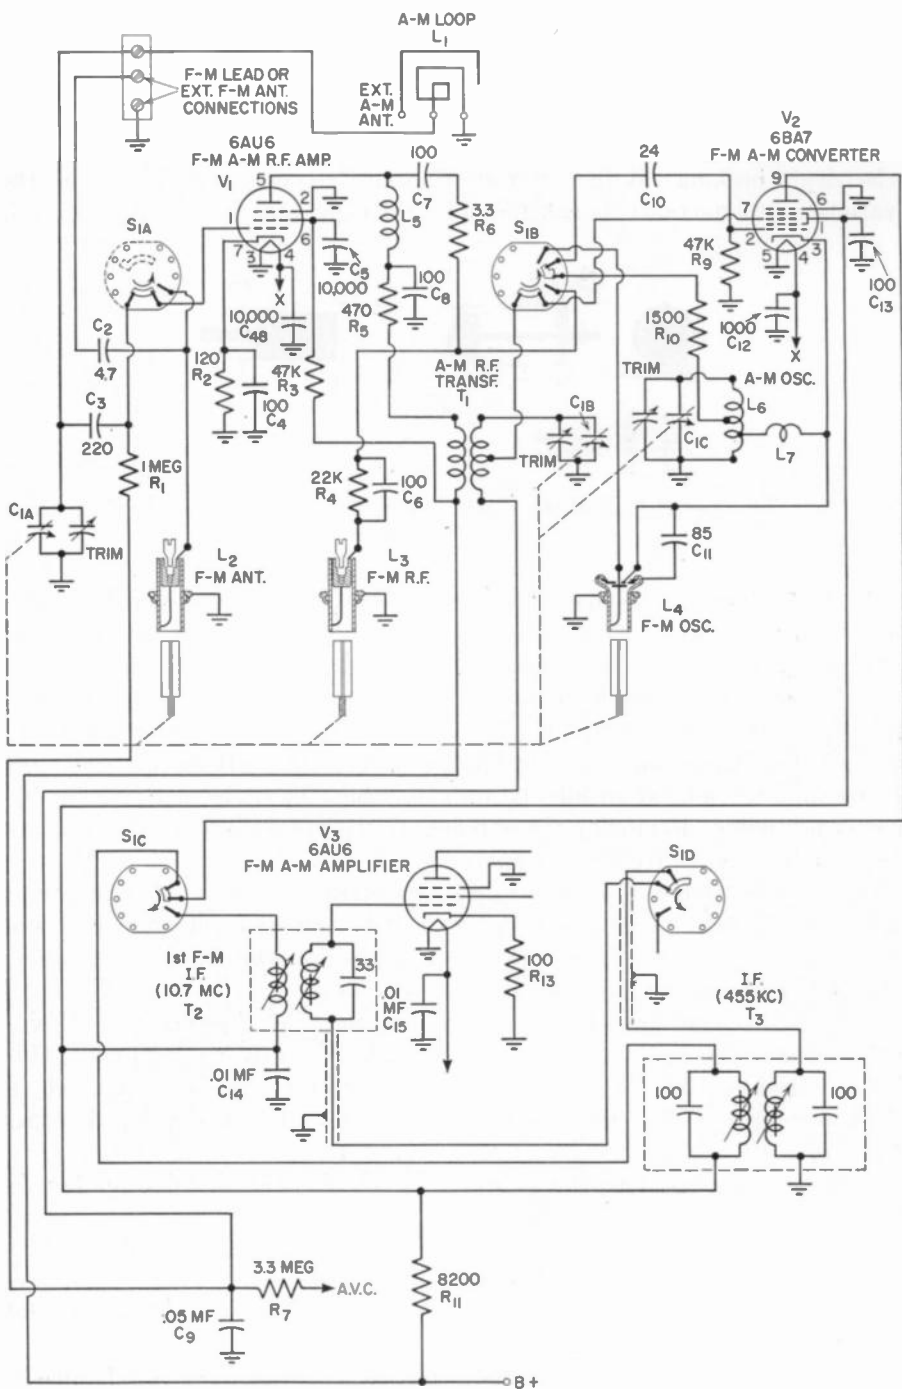 A-M LOOP
L1
F-M LEAD OR
EXT. F-M ANT.
CONNECTIONS
EXT.
A-M
ANT.
6AU6
F-M A-M R.F. AMP.
V1
5
2
1
6
7
3
4
X
100
C7
L5
3.3
R6
24
C10
V2
6BA7
F-M A-M CONVERTER
9
7
6
1
2
5
4
3
S1A
S1B
47K
R9
100
C13
C5
10,000
100
C8
470
R5
10,000
C48
C2
4.7
120
R2
47K
R3
100
C4
C3
220
1 MEG
R1
1500
R10
1000
C12
X
A-M R.F.
TRANSF.
T1
C1B
TRIM
TRIM
A-M OSC.
L6
C1C
L7
22K
R4
100
C6
85
C11
C1A
TRIM
L2
F-M ANT.
L3
F-M R.F.
L4
F-M OSC.
S1C
V3
6AU6
F-M A-M AMPLIFIER
S1D
1st F-M
I.F.
(10.7 MC)
T2
33
.01
MF
C15
100
R13
I.F.
(455KC)
T3
.01 MF
C14
100
100
3.3 MEG
R7
A.V.C.
.05 MF
C9
8200
R11
B+